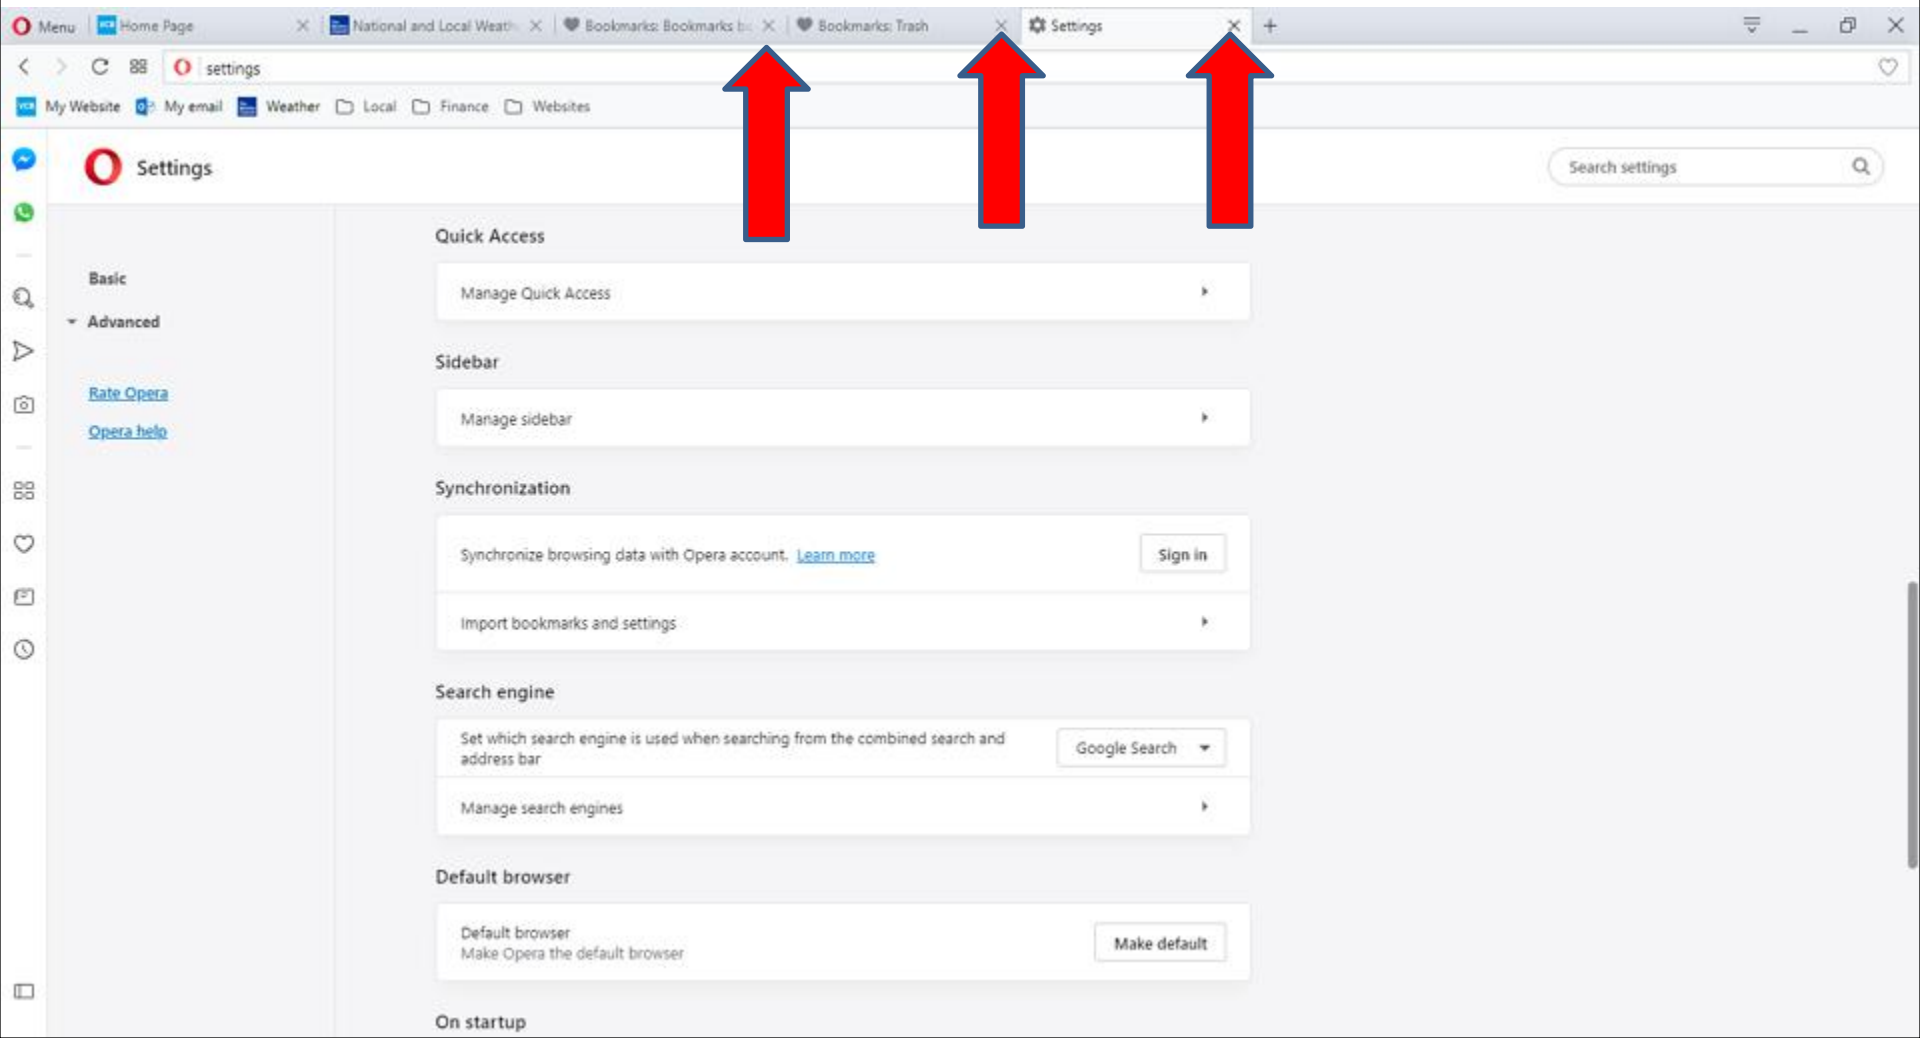 Menu
Home Page
National and Local Weath
Bookmarks: Bookmarks b
Bookmarks: Trash
Settings
settings
My Website
My email
Weather
Local
Finance
Websites
Settings
Search settings
Basic
Advanced
Rate Opera
Opera help
Quick Access
Manage Quick Access
Sidebar
Manage sidebar
Synchronization
Synchronize browsing data with Opera account. Learn more
Sign in
Import bookmarks and settings
Search engine
Set which search engine is used when searching from the combined search and
address bar
Google Search
Manage search engines
Default browser
Default browser
Make Opera the default browser
Make default
On startup